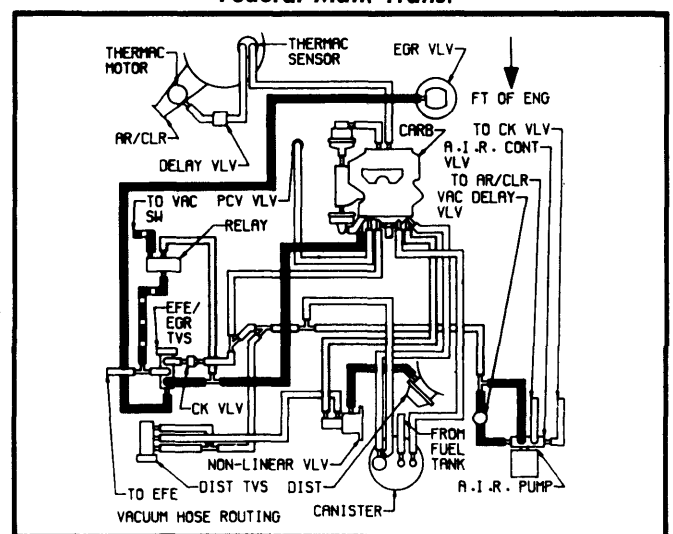 Federal Man. Trans.
THERMAC
MOTOR
THERMAC
SENSOR
EGR VLV
FT OF ENG
AR/CLR
DELAY VLV
CARB
TO CK VLV
A.I.R. CONT
VLV
TO AR/CLR
VAC DELAY
VLV
TO VAC
SW
PCV VLV
RELAY
EFE/
EGR
TVS
CK VLV
NON-LINEAR VLV
FROM
FUEL
TANK
DIST TVS
DIST
A.I.R. PUMP
TO EFE
CANISTER
VACUUM HOSE ROUTING